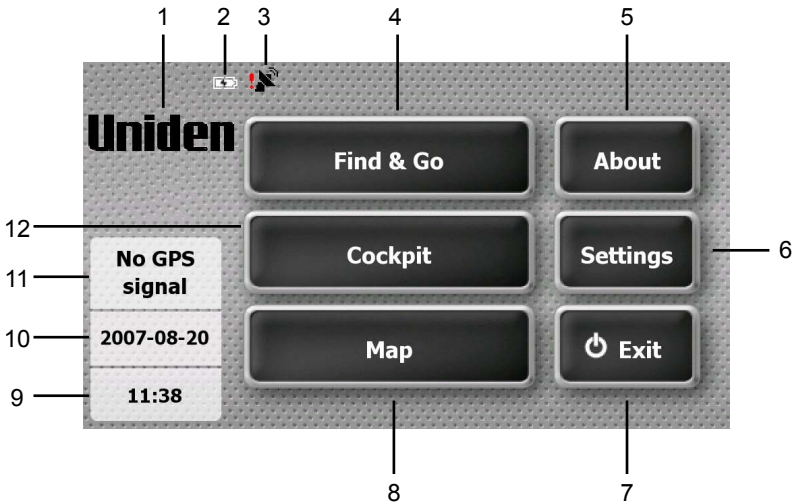 1 2 3 4 5
Uniden
Find & Go
About
12
Cockpit
Settings
6
11
No GPS
signal
10
2007-08-20
Map
Exit
9
11:38
8 7